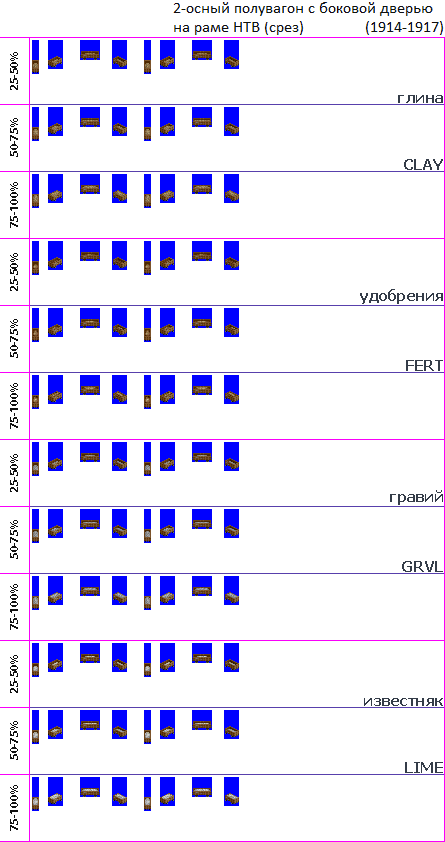 2-осный полувагон с боковой дверью
на раме НТВ (срез) (1914-1917)
25-50%
глина
50-75%
CLAY
75-100%
25-50%
удобрения
50-75%
FERT
75-100%
25-50%
гравий
50-75%
GRVL
75-100%
25-50%
известняк
50-75%
LIME
75-100%